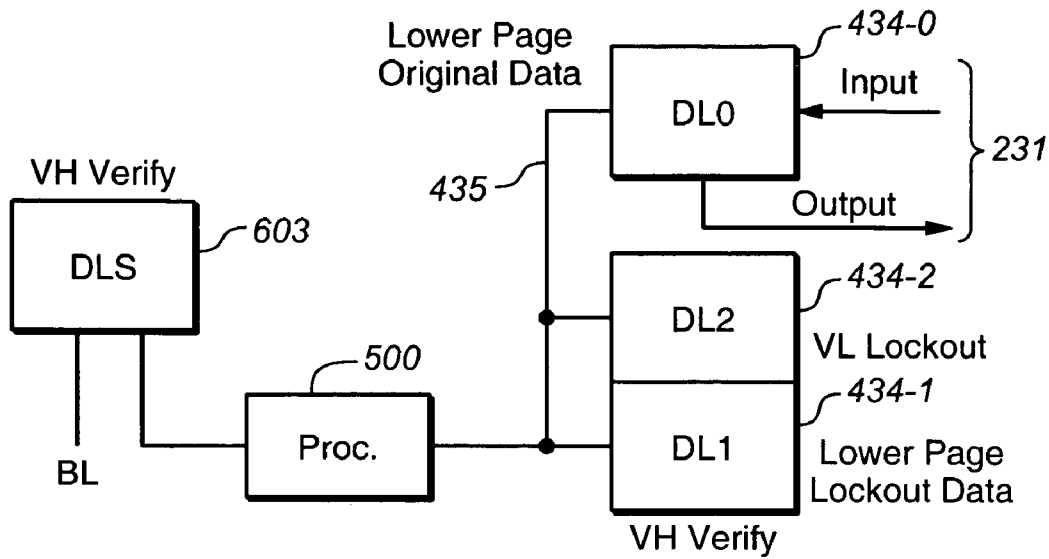 Lower Page
Original Data
434-0
DL0
Input
231
435
Output
VH Verify
603
DLS
434-2
DL2
VL Lockout
500
434-1
Proc.
DL1
BL
Lower Page
Lockout Data
VH Verify